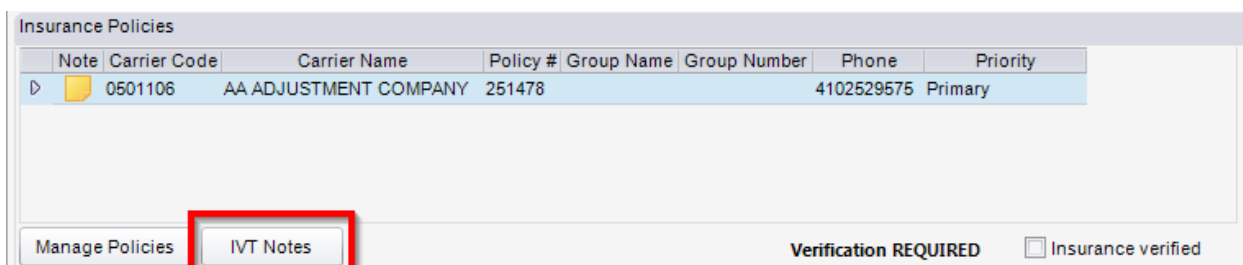 Insurance Policies
Note Carrier Code Carrier Name Policy # Group Name Group Number Phone Priority
0501106 AA ADJUSTMENT COMPANY 251478 4102529575 Primary
Manage Policies IVT Notes Verification REQUIRED Insurance verified